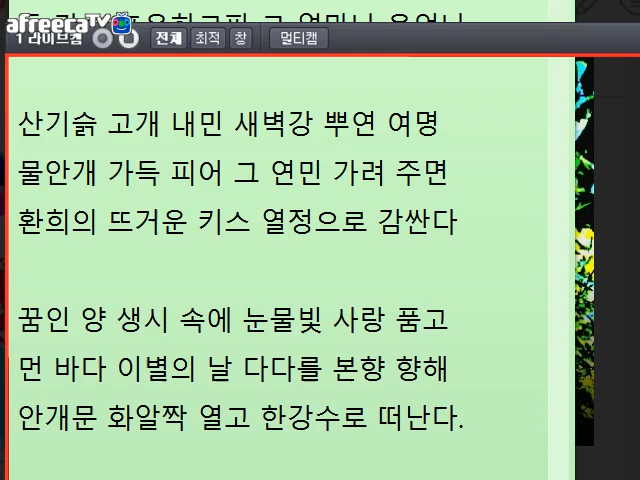 afreecaTV
1 라이브캠 전체 최적 창 멀티캠
산기슭 고개 내민 새벽강 뿌연 여명
물안개 가득 피어 그 연민 가려 주면
환희의 뜨거운 키스 열정으로 감싼다
꿈인 양 생시 속에 눈물빛 사랑 품고
먼 바다 이별의 날 다다를 본향 향해
안개문 화알짝 열고 한강수로 떠난다.